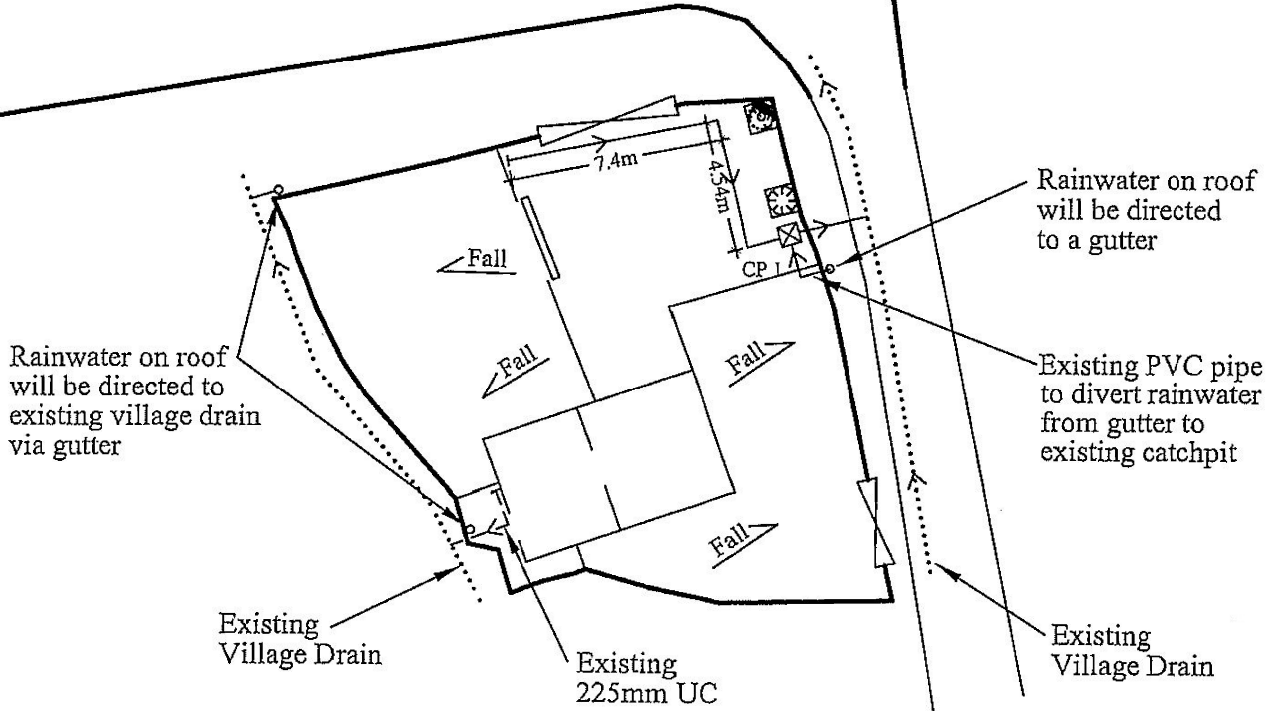 7.4m
4.54m
Rainwater on roof
will be directed
to a gutter
Fall
CP 1
Rainwater on roof
will be directed to
existing village drain
via gutter
Fall
Fall
Existing PVC pipe
to divert rainwater
from gutter to
existing catchpit
Fall
Existing
Village Drain
Existing
225mm UC
Existing
Village Drain